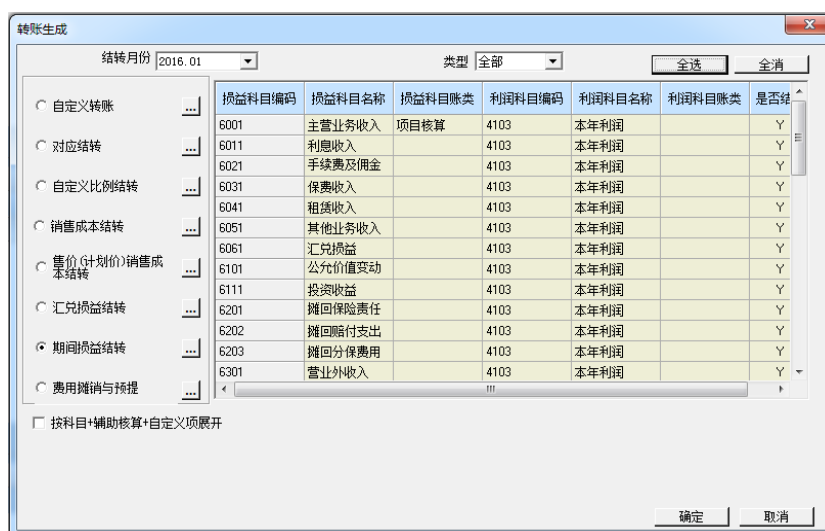 转账生成
结转月份 2016.01 类型 全部 全选 全消
自定义转账 ...
对应结转 ...
自定义比例结转 ...
销售成本结转 ...
售价(计划价)销售成本结转 ...
汇兑损益结转 ...
期间损益结转 ...
费用摊销与预提 ...
损益科目编码 损益科目名称 损益科目账类 利润科目编码 利润科目名称 利润科目账类 是否结
6001 主营业务收入 项目核算 4103 本年利润 Y
6011 利息收入 4103 本年利润 Y
6021 手续费及佣金 4103 本年利润 Y
6031 保费收入 4103 本年利润 Y
6041 租赁收入 4103 本年利润 Y
6051 其他业务收入 4103 本年利润 Y
6061 汇兑损益 4103 本年利润 Y
6101 公允价值变动 4103 本年利润 Y
6111 投资收益 4103 本年利润 Y
6201 摊回保险责任 4103 本年利润 Y
6202 摊回赔付支出 4103 本年利润 Y
6203 摊回分保费用 4103 本年利润 Y
6301 营业外收入 4103 本年利润 Y
按科目+辅助核算+自定义项展开
确定 取消